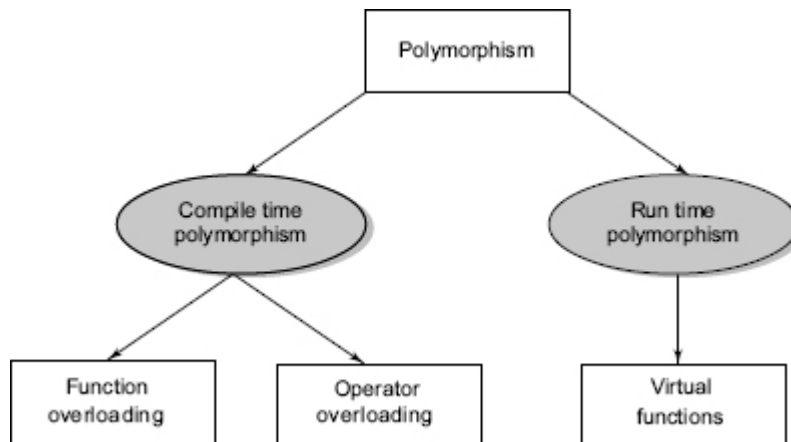 Polymorphism
Compile time
polymorphism
Run time
polymorphism
Function
overloading
Operator
overloading
Virtual
functions